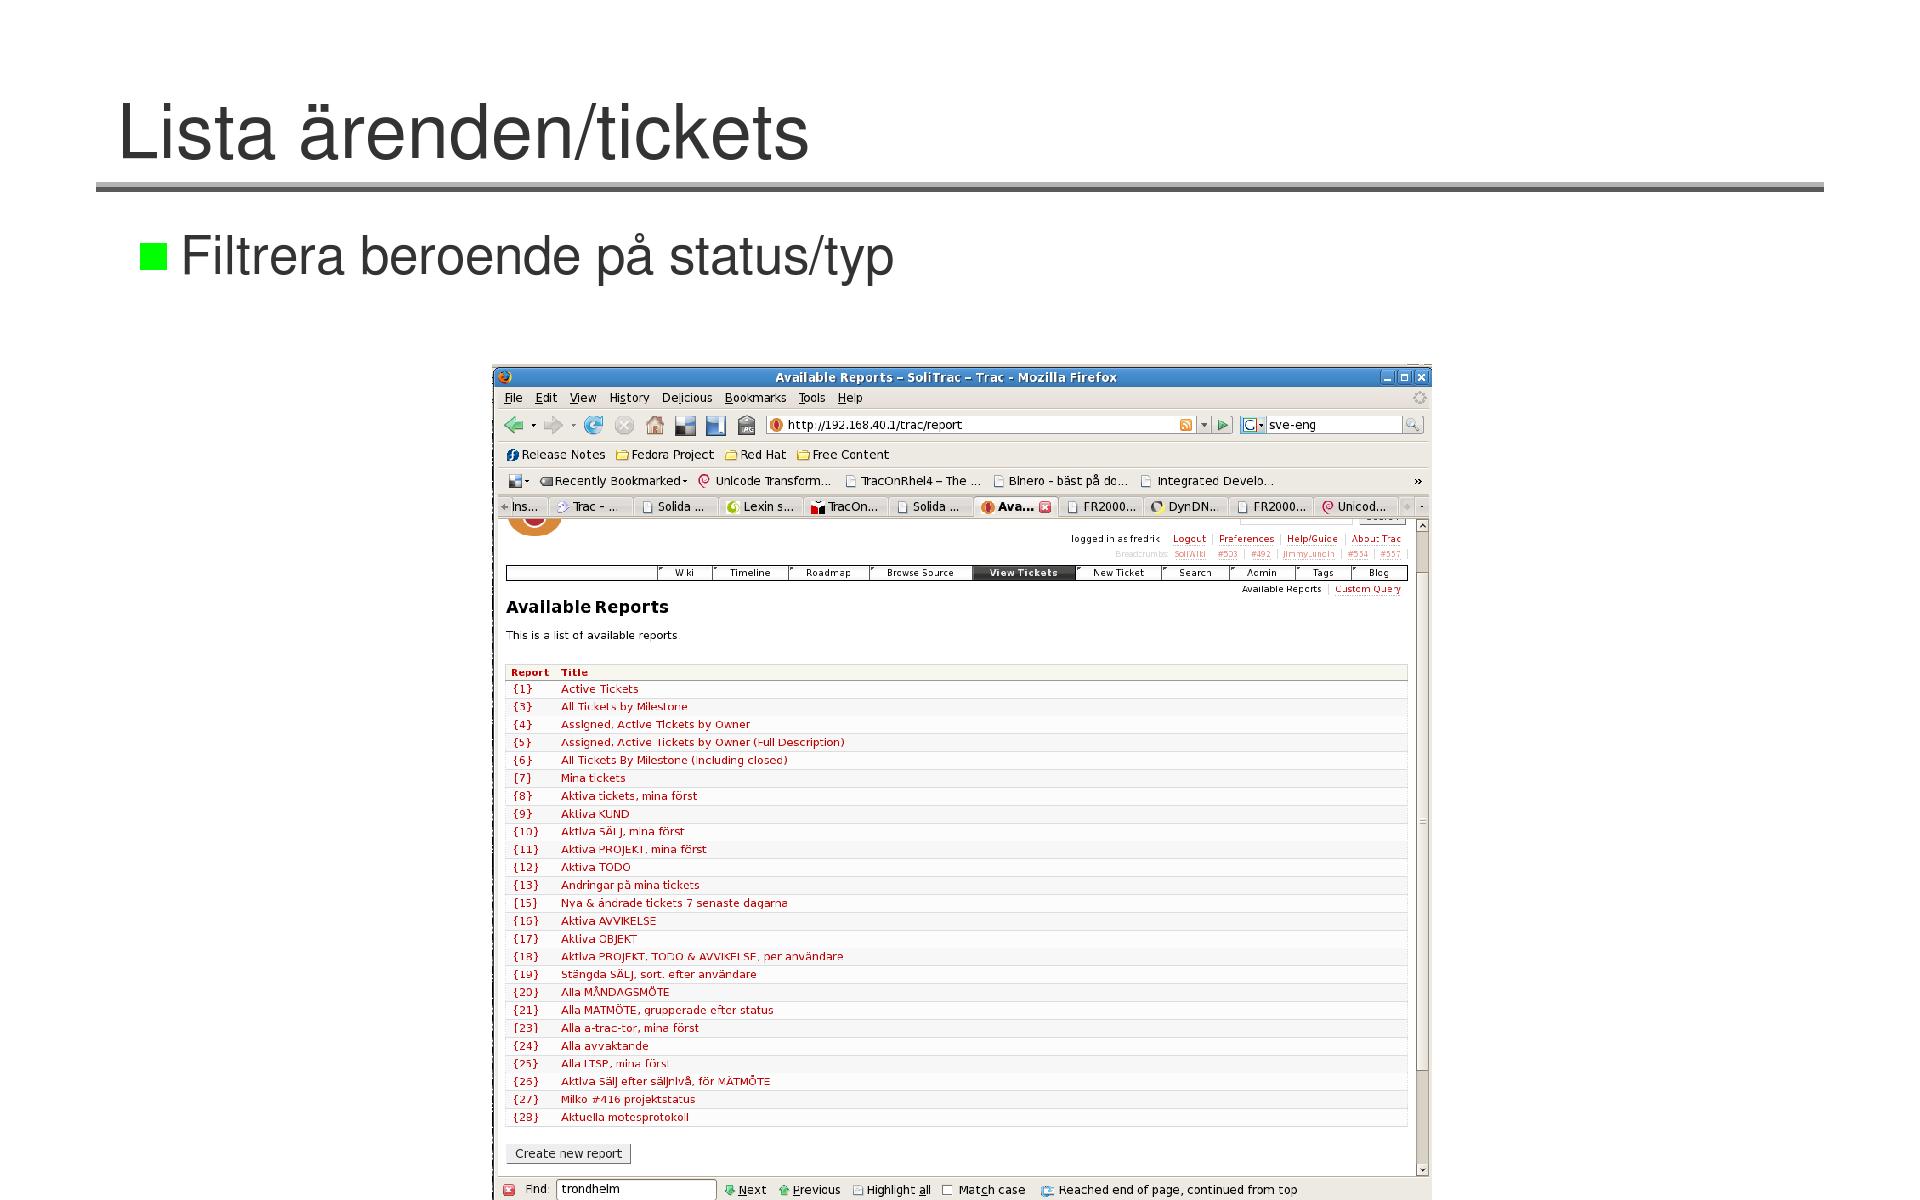 Lista ärenden/tickets
Filtrera beroende på status/typ
Available Reports – SoliTrac – Trac - Mozilla Firefox
File Edit View History Delicious Bookmarks Tools Help
http://192.168.40.1/trac/report sve-eng
Release Notes Fedora Project Red Hat Free Content
Recently Bookmarked Unicode Transform... TracOnRhel4 – The ... Binero - bäst på do... Integrated Develo... »
Ins... Trac - ... Solida ... Lexin s... TracOn... Solida ... Ava... FR2000... DynDN... FR2000... Unicod...
logged in as fredrik Logout Preferences Help/Guide About Trac
Breadcrumbs: SoliWiki #503 #492 JimmyLundin #554 #557
Wiki Timeline Roadmap Browse Source View Tickets New Ticket Search Admin Tags Blog
Available Reports Custom Query
Available Reports
This is a list of available reports.
Report Title
{1} Active Tickets
{3} All Tickets by Milestone
{4} Assigned, Active Tickets by Owner
{5} Assigned, Active Tickets by Owner (Full Description)
{6} All Tickets By Milestone (Including closed)
{7} Mina tickets
{8} Aktiva tickets, mina först
{9} Aktiva KUND
{10} Aktiva SÄLJ, mina först
{11} Aktiva PROJEKT, mina först
{12} Aktiva TODO
{13} Ändringar på mina tickets
{15} Nya & ändrade tickets 7 senaste dagarna
{16} Aktiva AVVIKELSE
{17} Aktiva OBJEKT
{18} Aktiva PROJEKT, TODO & AVVIKELSE, per användare
{19} Stängda SÄLJ, sort. efter användare
{20} Alla MÅNDAGSMÖTE
{21} Alla MATMÖTE, grupperade efter status
{23} Alla a-trac-tor, mina först
{24} Alla avvaktande
{25} Alla LTSP, mina först
{26} Aktiva Sälj efter säljnivå, för MATMÖTE
{27} Milko #416 projektstatus
{28} Aktuella mötesprotokoll
Create new report
Find: trondhelm Next Previous Highlight all Match case Reached end of page, continued from top